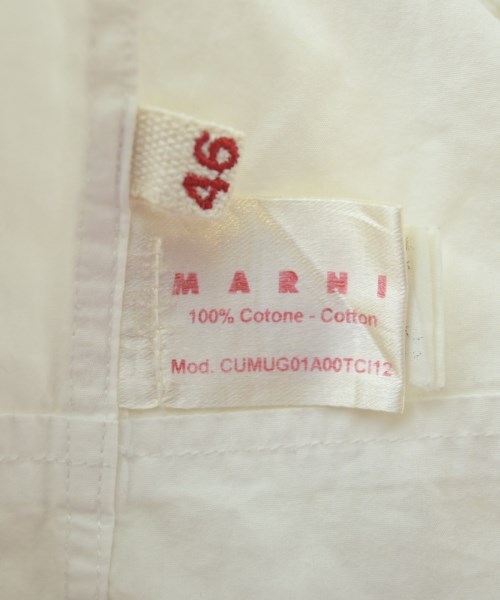 46
MARNI
100% Cotone - Cotton
Mod. CUMUG01A00TCI12